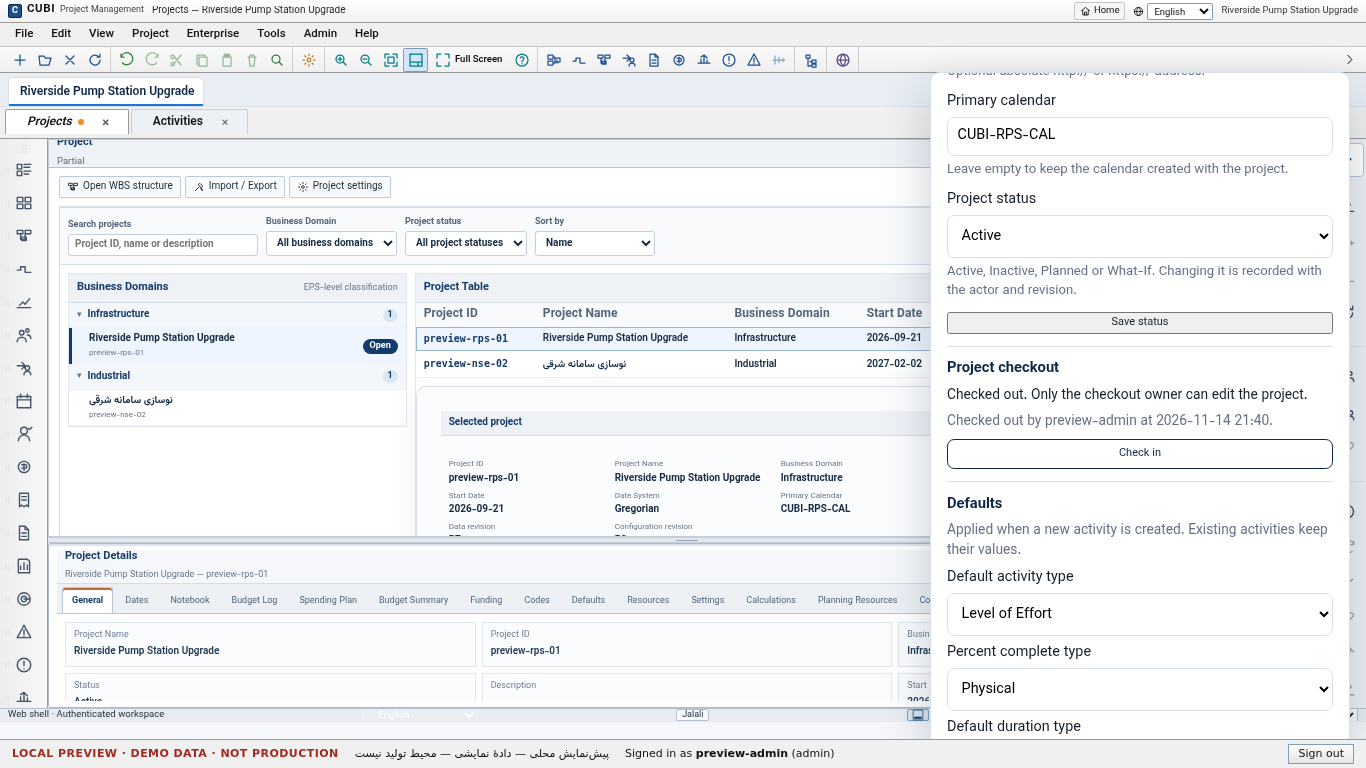 CUBI Project Management Projects — Riverside Pump Station Upgrade Home English Riverside Pump Station Upgrade
File Edit View Project Enterprise Tools Admin Help
Full Screen
Riverside Pump Station Upgrade
Projects × Activities ×
Project
Partial
Open WBS structure Import / Export Project settings
Search projects Business Domain Project status Sort by
Project ID, name or description All business domains All project statuses Name
Business Domains EPS-level classification
Infrastructure 1
Riverside Pump Station Upgrade
preview-rps-01
Open
Industrial 1
نوسازی سامانه شرقی
preview-nse-02
Project Table
Project ID Project Name Business Domain Start Date
preview-rps-01 Riverside Pump Station Upgrade Infrastructure 2026-09-21
preview-nse-02 نوسازی سامانه شرقی Industrial 2027-02-02
Selected project
Project ID Project Name Business Domain
preview-rps-01 Riverside Pump Station Upgrade Infrastructure
Start Date Date System Primary Calendar
2026-09-21 Gregorian CUBI-RPS-CAL
Data revision Configuration revision
Project Details
Riverside Pump Station Upgrade — preview-rps-01
General Dates Notebook Budget Log Spending Plan Budget Summary Funding Codes Defaults Resources Settings Calculations Planning Resources Co
Project Name Project ID Busin
Riverside Pump Station Upgrade preview-rps-01 Infras
Status Description Start
Active
Optional absolute http:// or https:// address.
Primary calendar
CUBI-RPS-CAL
Leave empty to keep the calendar created with the project.
Project status
Active
Active, Inactive, Planned or What-If. Changing it is recorded with
the actor and revision.
Save status
Project checkout
Checked out. Only the checkout owner can edit the project.
Checked out by preview-admin at 2026-11-14 21:40.
Check in
Defaults
Applied when a new activity is created. Existing activities keep
their values.
Default activity type
Level of Effort
Percent complete type
Physical
Default duration type
Web shell · Authenticated workspace English Jalali
LOCAL PREVIEW · DEMO DATA · NOT PRODUCTION پیش‌نمایش محلی — دادهٔ نمایشی — محیط تولید نیست Signed in as preview-admin (admin) Sign out